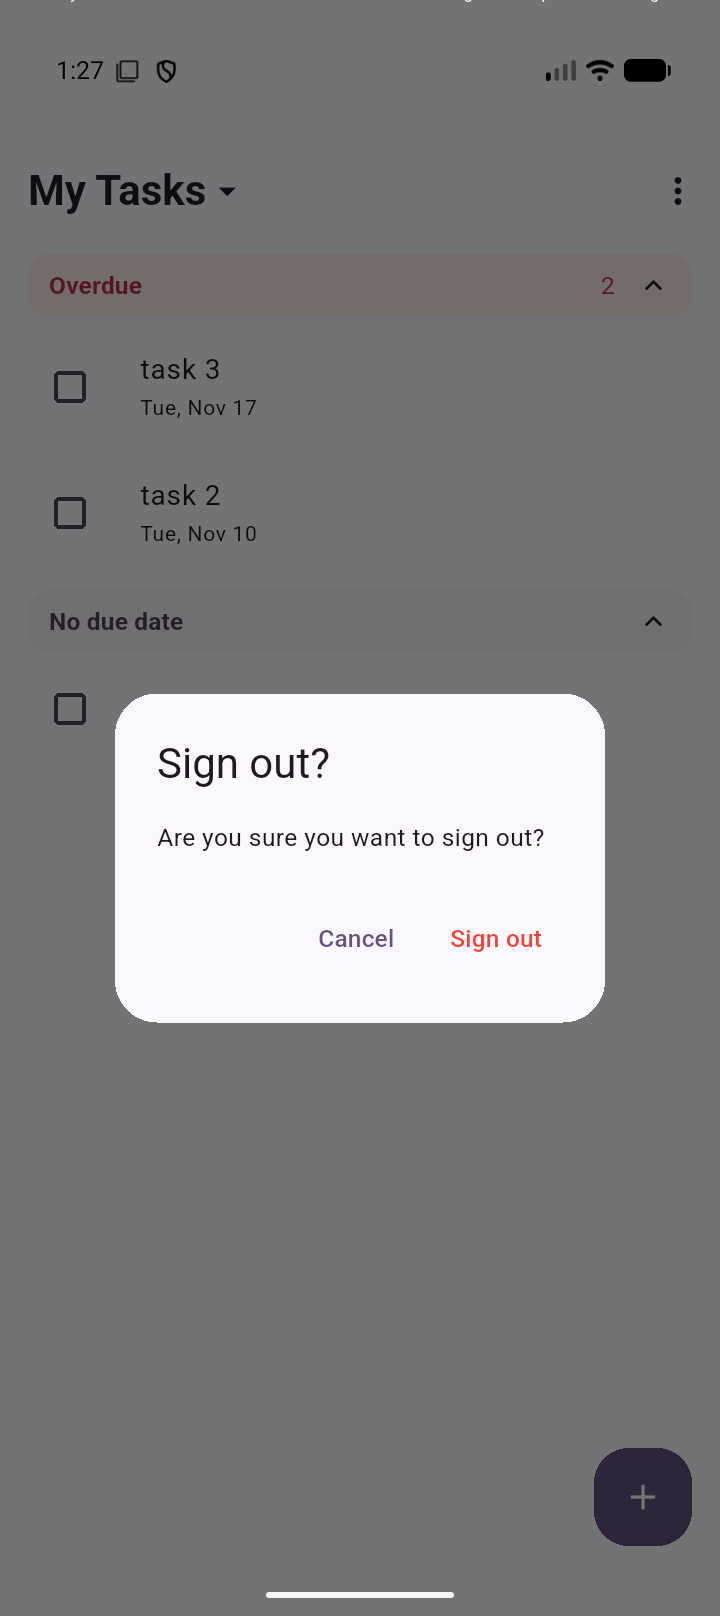 1:27
My Tasks
Overdue 2
task 3
Tue, Nov 17
task 2
Tue, Nov 10
No due date
Sign out?
Are you sure you want to sign out?
Cancel Sign out